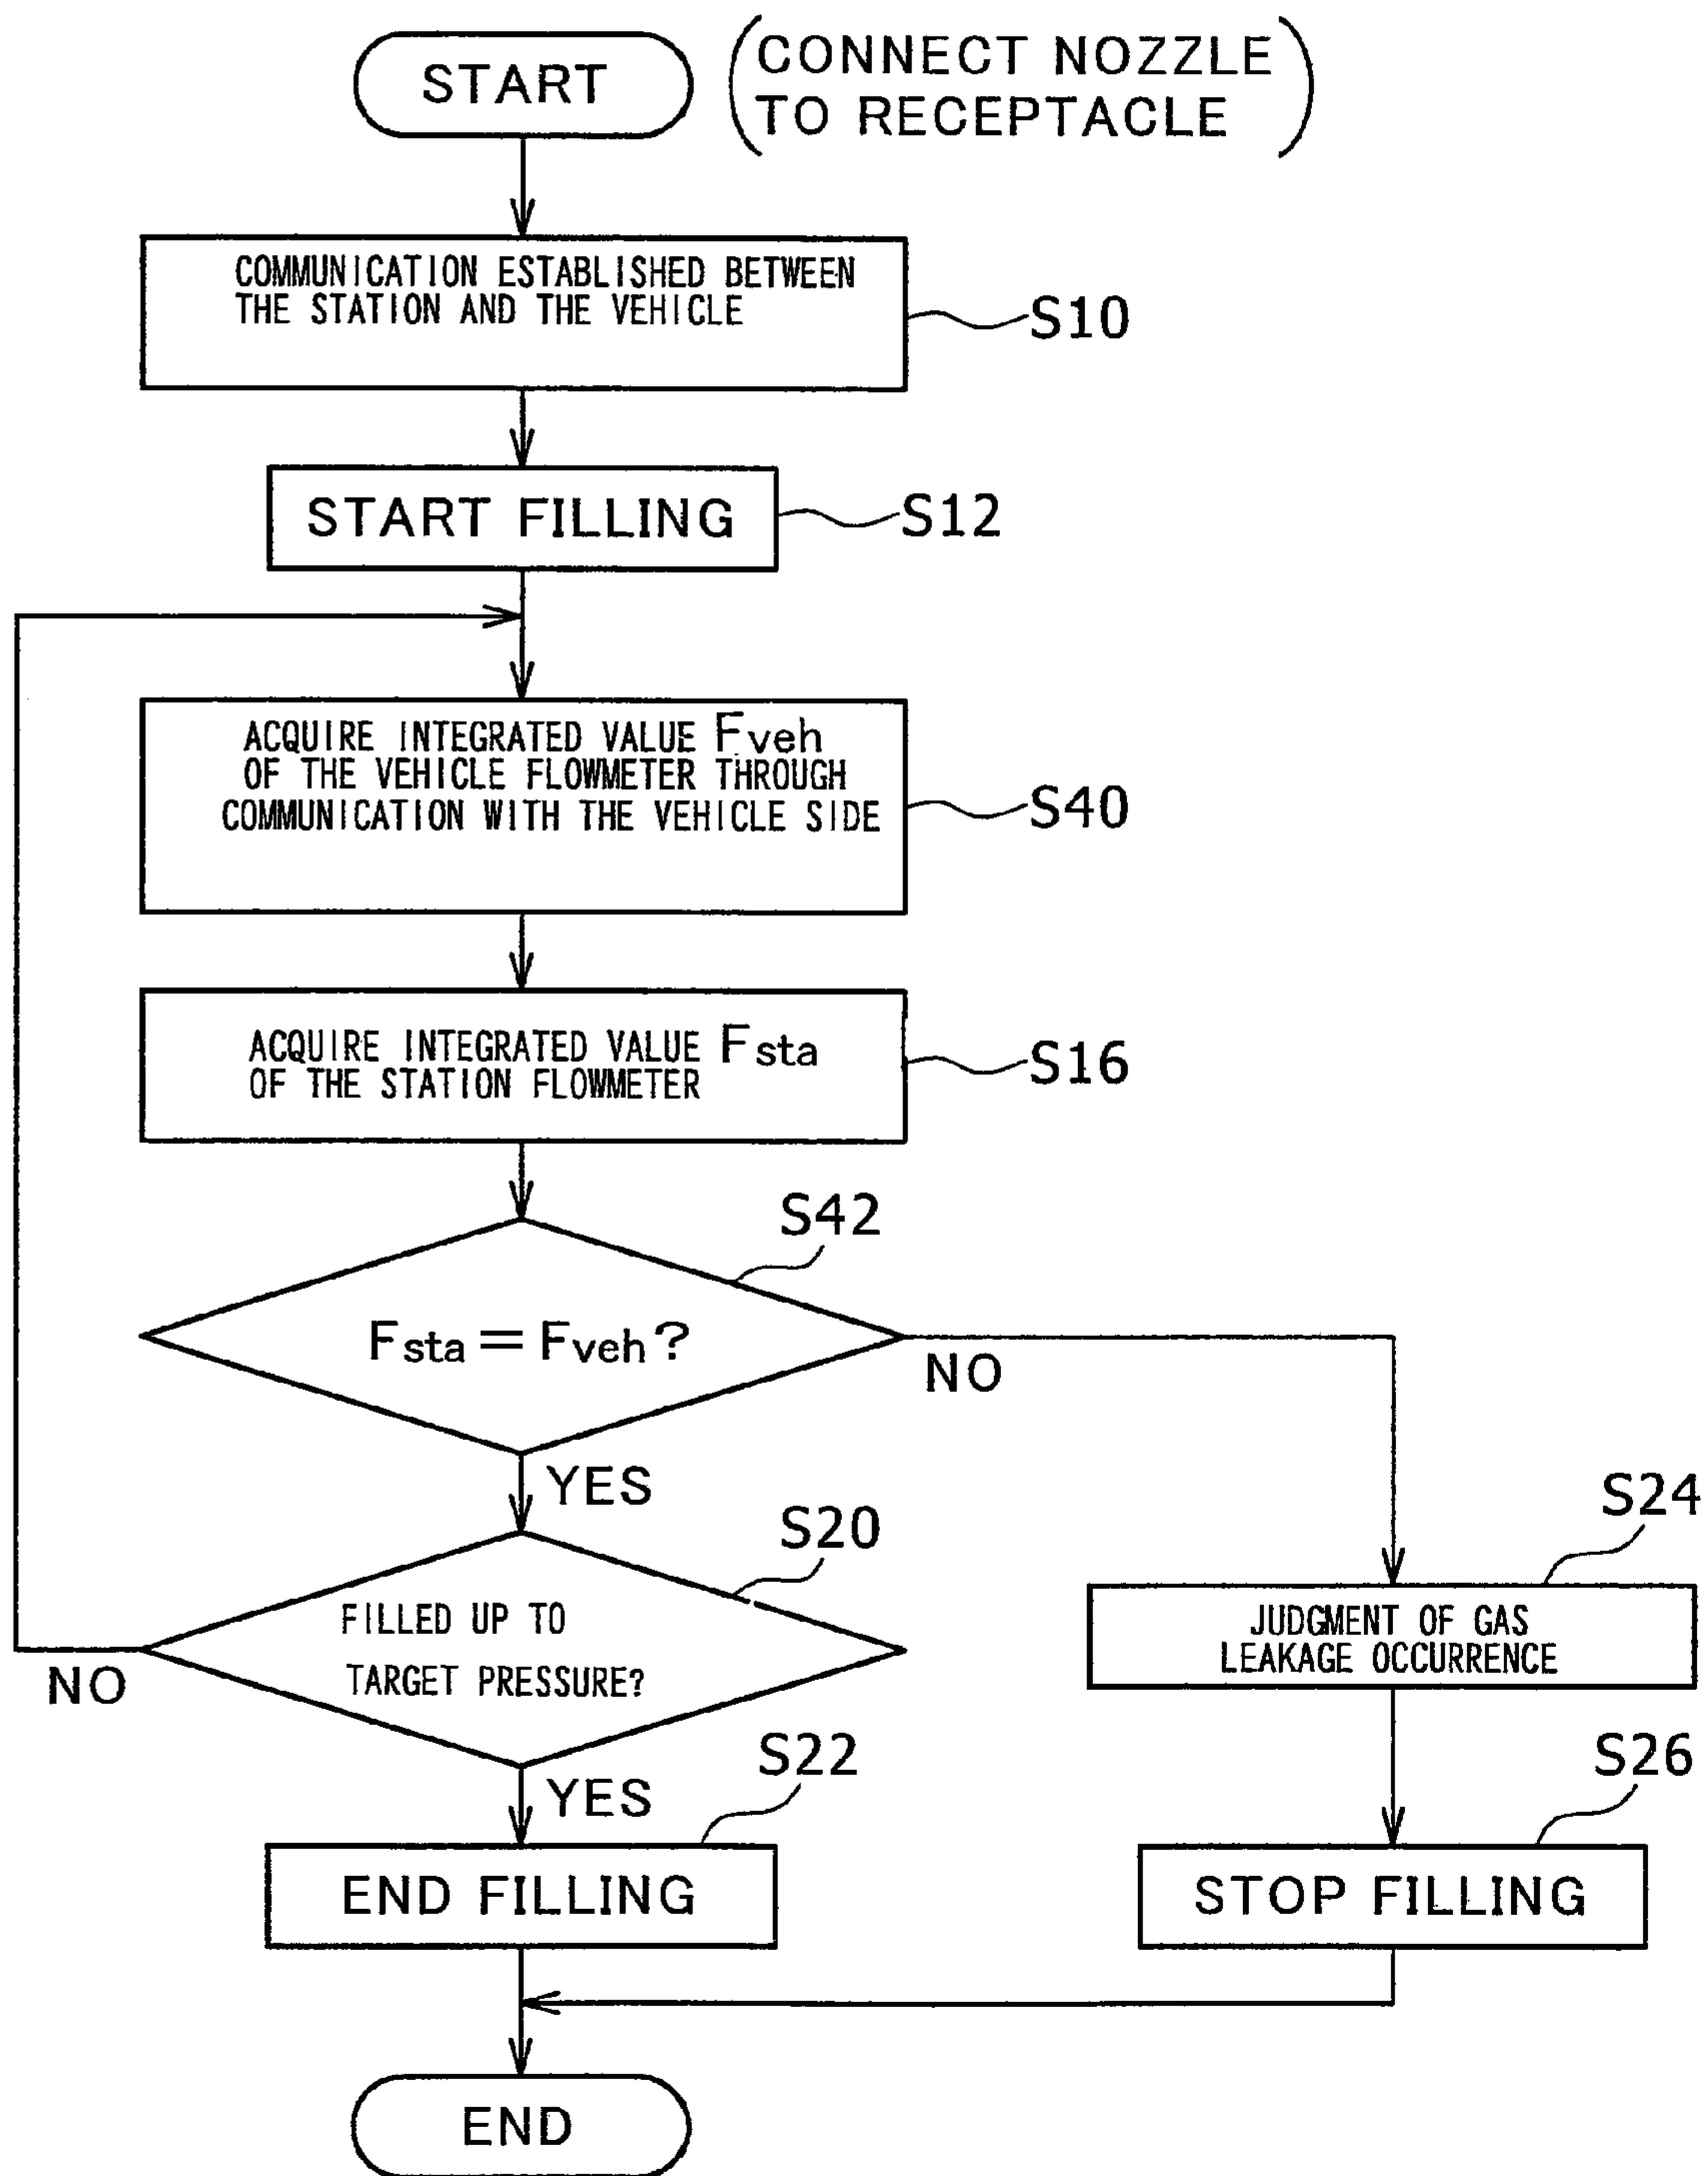 START
(CONNECT NOZZLE
TO RECEPTACLE)
COMMUNICATION ESTABLISHED BETWEEN
THE STATION AND THE VEHICLE
S10
START FILLING
S12
ACQUIRE INTEGRATED VALUE Fveh
OF THE VEHICLE FLOWMETER THROUGH
COMMUNICATION WITH THE VEHICLE SIDE
S40
ACQUIRE INTEGRATED VALUE Fsta
OF THE STATION FLOWMETER
S16
S42
Fsta = Fveh?
NO
YES
S20
FILLED UP TO
TARGET PRESSURE?
NO
YES
S24
JUDGMENT OF GAS
LEAKAGE OCCURRENCE
S22
END FILLING
S26
STOP FILLING
END